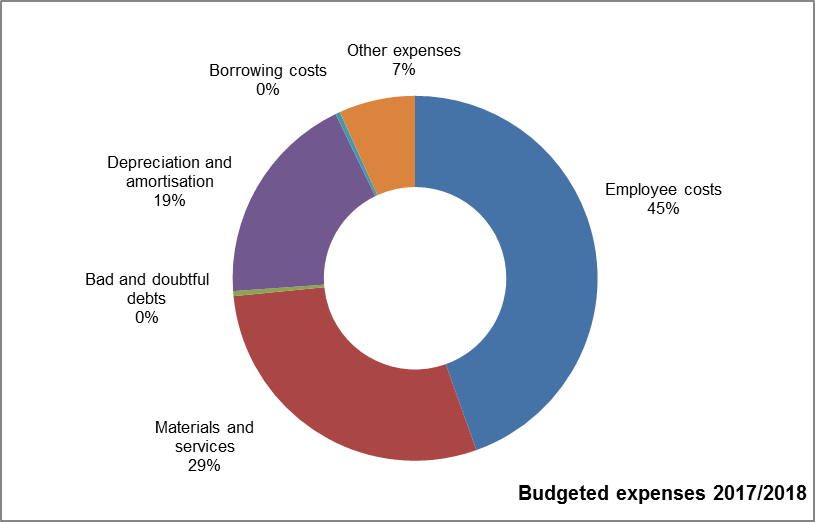 Other expenses
7%
Borrowing costs
0%
Depreciation and
amortisation
19%
Employee costs
45%
Bad and doubtful
debts
0%
Materials and
services
29%
Budgeted expenses 2017/2018